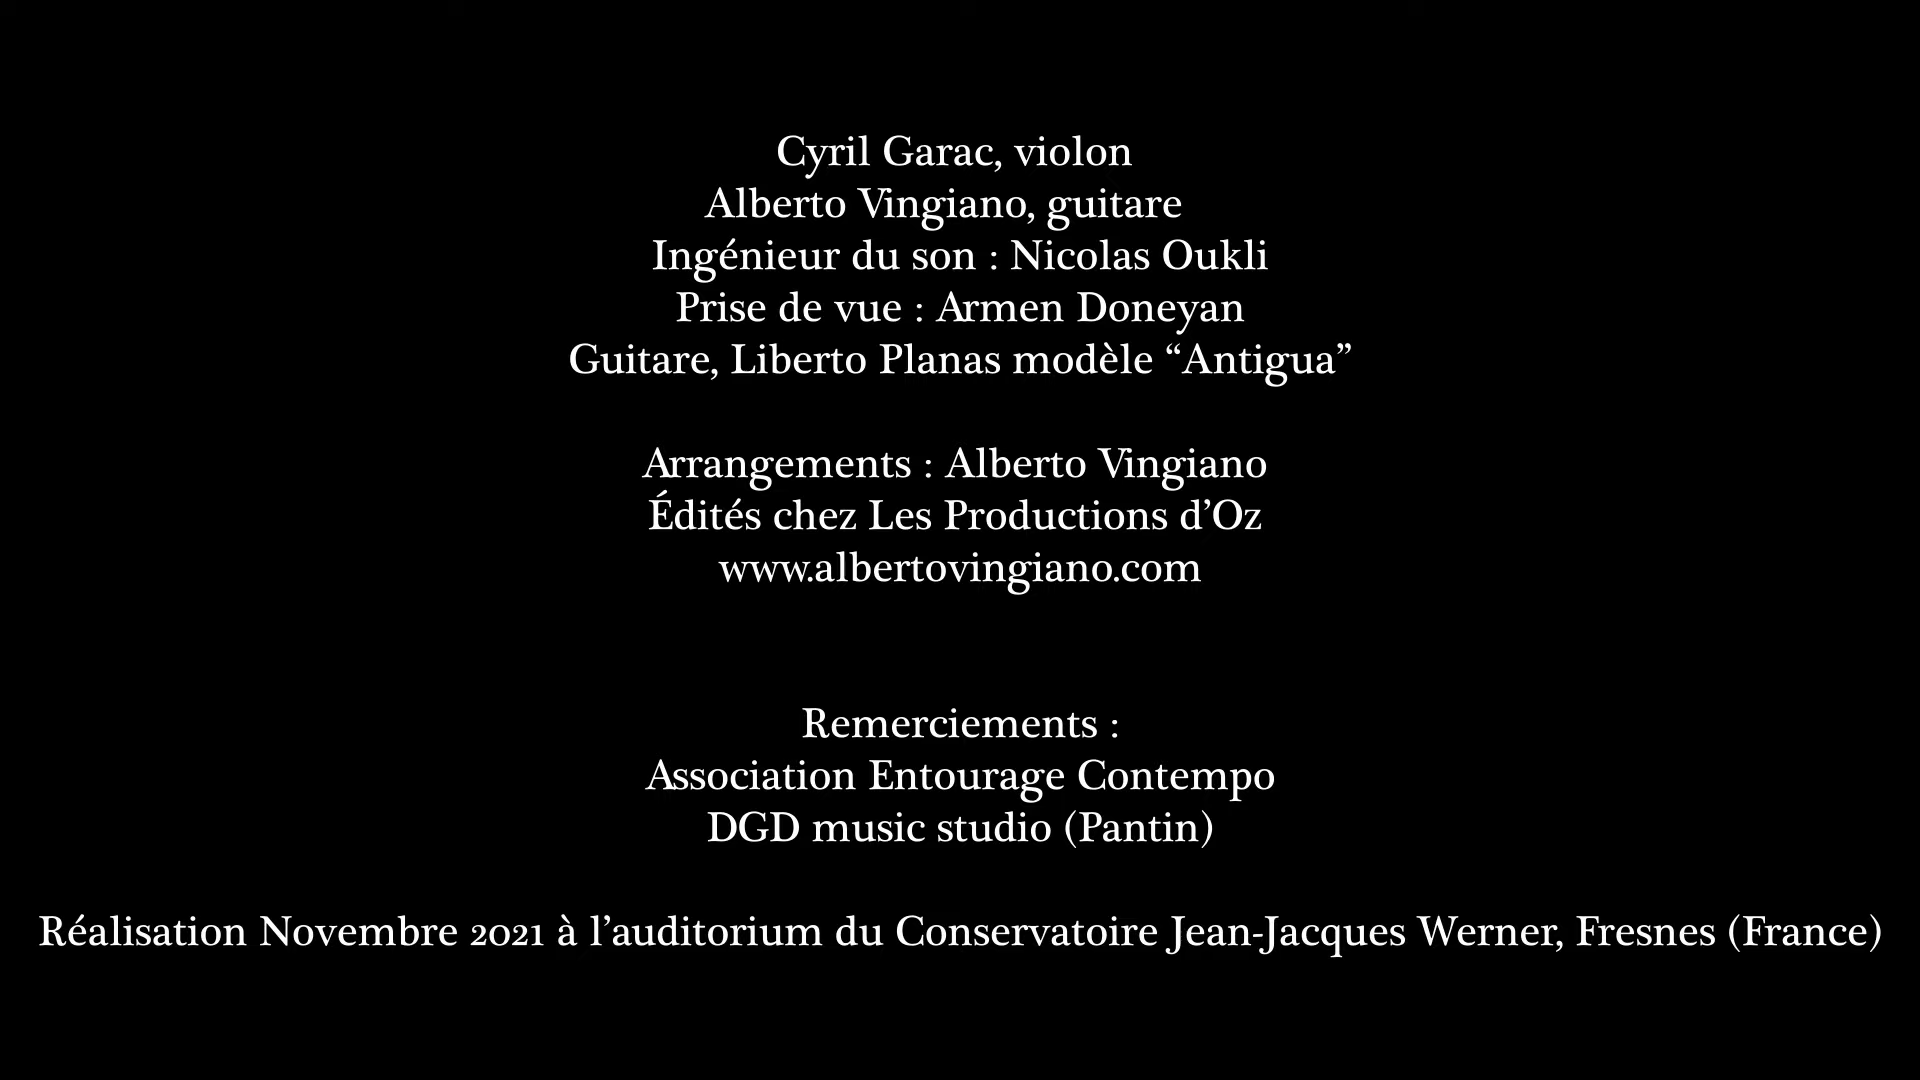 Cyril Garac, violon
Alberto Vingiano, guitare
Ingénieur du son : Nicolas Oukli
Prise de vue : Armen Doneyan
Guitare, Liberto Planas modèle “Antigua”
Arrangements : Alberto Vingiano
Édités chez Les Productions d’Oz
www.albertovingiano.com
Remerciements :
Association Entourage Contempo
DGD music studio (Pantin)
Réalisation Novembre 2021 à l’auditorium du Conservatoire Jean-Jacques Werner, Fresnes (France)